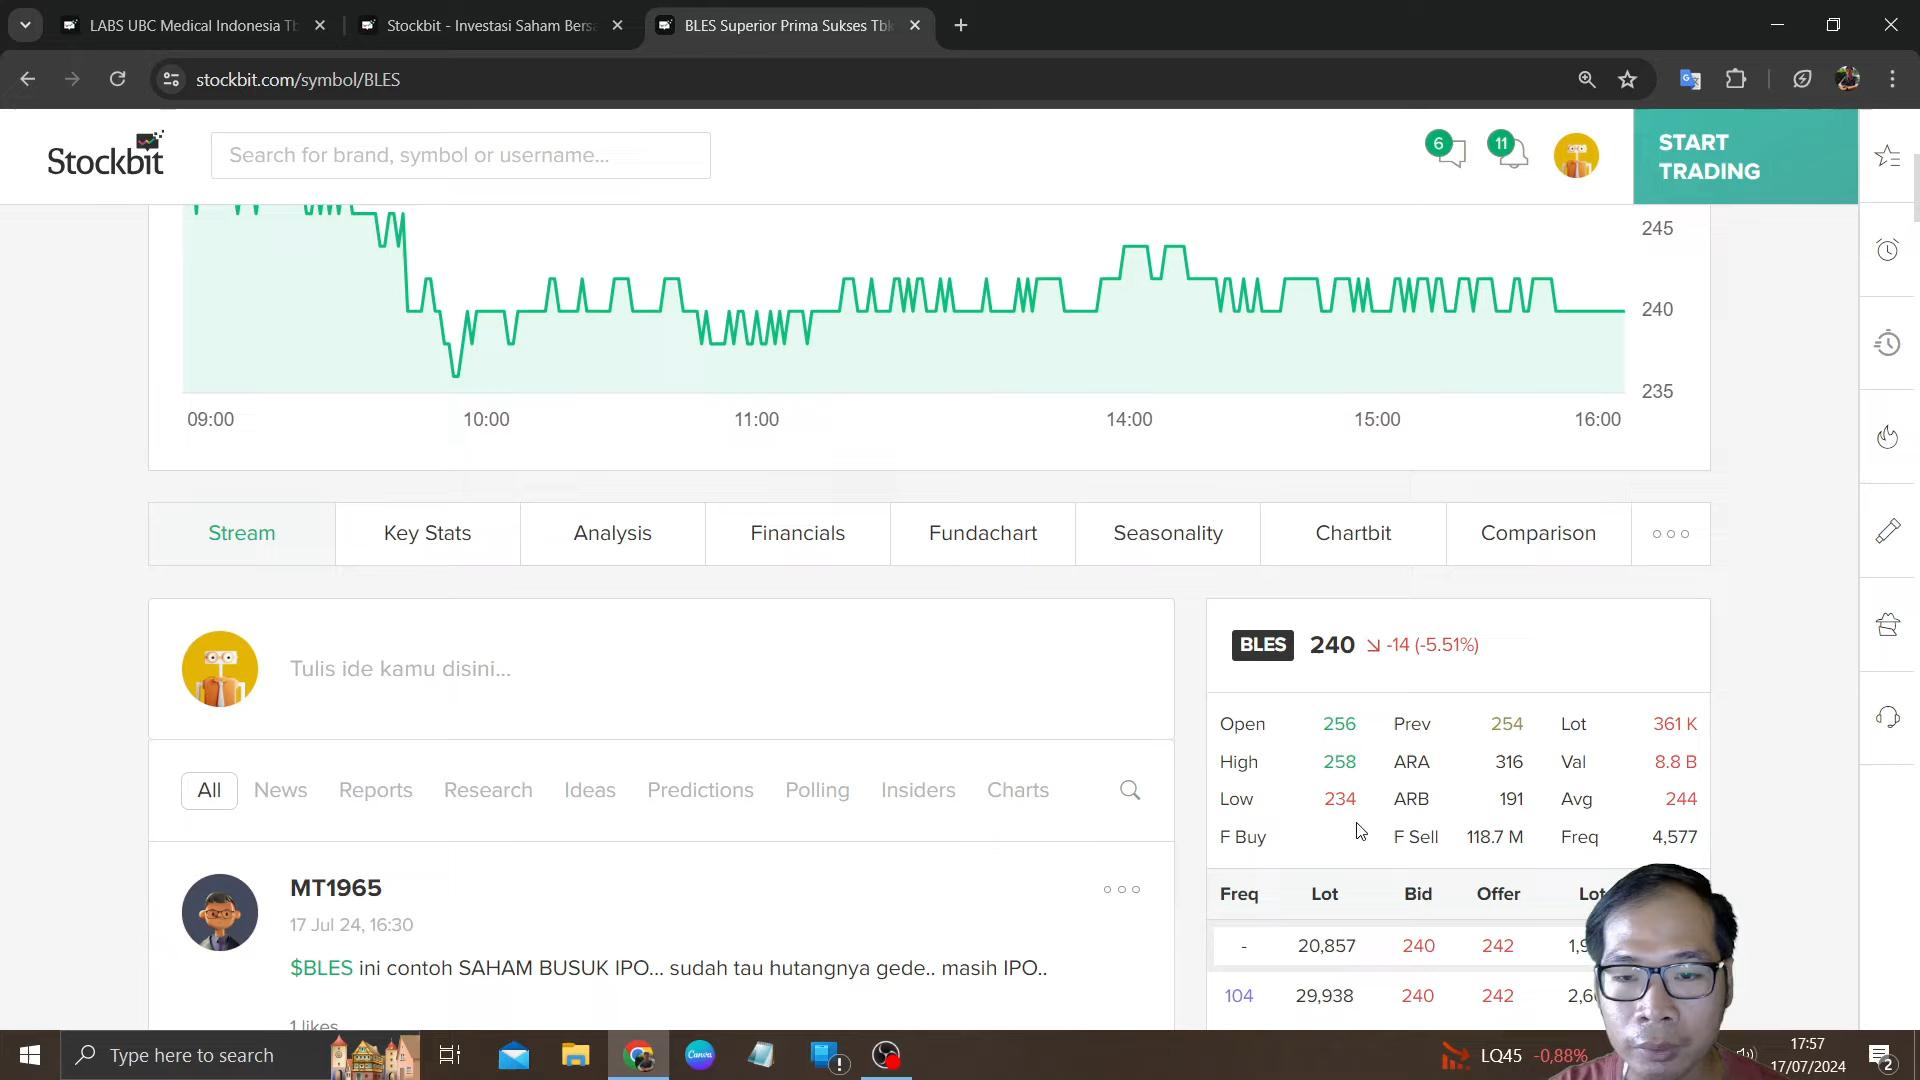 LABS UBC Medical Indonesia Tb
Stockbit - Investasi Saham Bersa
BLES Superior Prima Sukses Tbk
stockbit.com/symbol/BLES
Stockbit
Search for brand, symbol or username...
6
11
START
TRADING
245
240
235
09:00 10:00 11:00 14:00 15:00 16:00
Stream Key Stats Analysis Financials Fundachart Seasonality Chartbit Comparison
Tulis ide kamu disini...
All News Reports Research Ideas Predictions Polling Insiders Charts
MT1965
17 Jul 24, 16:30
$BLES ini contoh SAHAM BUSUK IPO... sudah tau hutangnya gede.. masih IPO..
1 likes
BLES 240 -14 (-5.51%)
Open 256 Prev 254 Lot 361 K
High 258 ARA 316 Val 8.8 B
Low 234 ARB 191 Avg 244
F Buy F Sell 118.7 M Freq 4,577
Freq Lot Bid Offer Lot
- 20,857 240 242
104 29,938 240 242
Type here to search
Canva
LQ45 -0,88%
17:57
17/07/2024
2